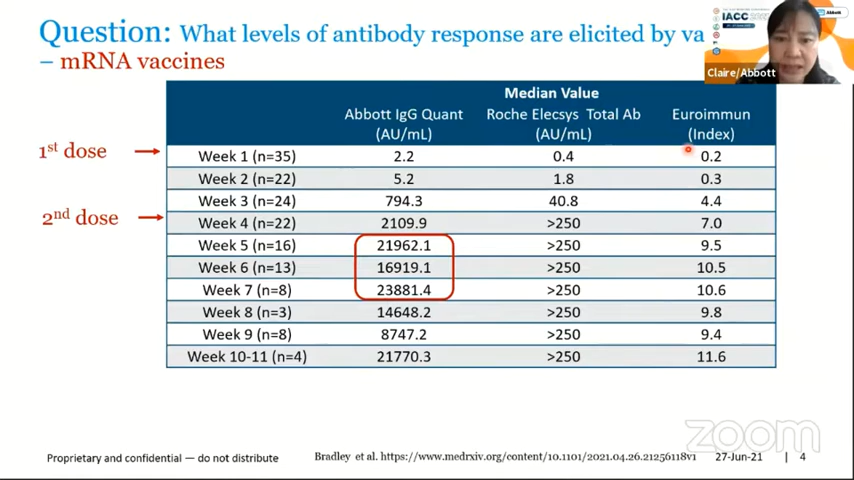 Question: What levels of antibody response are elicited by va
– mRNA vaccines
IACC
Abbott
Claire/Abbott
Median Value
Abbott IgG Quant (AU/mL) Roche Elecsys Total Ab (AU/mL) Euroimmun (Index)
1st dose
Week 1 (n=35) 2.2 0.4 0.2
Week 2 (n=22) 5.2 1.8 0.3
Week 3 (n=24) 794.3 40.8 4.4
2nd dose
Week 4 (n=22) 2109.9 >250 7.0
Week 5 (n=16) 21962.1 >250 9.5
Week 6 (n=13) 16919.1 >250 10.5
Week 7 (n=8) 23881.4 >250 10.6
Week 8 (n=3) 14648.2 >250 9.8
Week 9 (n=8) 8747.2 >250 9.4
Week 10-11 (n=4) 21770.3 >250 11.6
zoom
Proprietary and confidential — do not distribute
Bradley et al. https://www.medrxiv.org/content/10.1101/2021.04.26.21256118v1
27-Jun-21 | 4